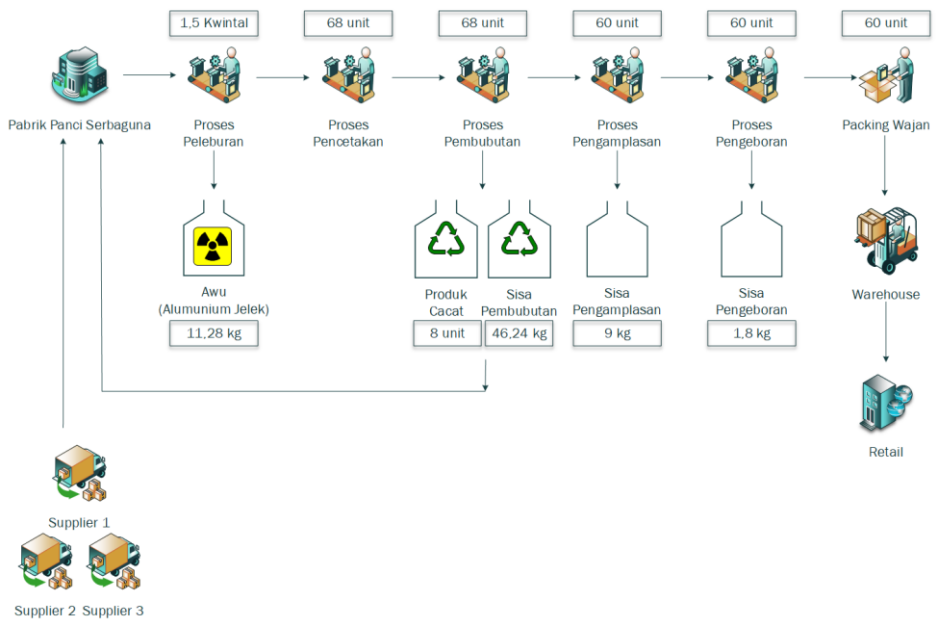 1,5 Kwintal
68 unit
68 unit
60 unit
60 unit
60 unit
Pabrik Panci Serbaguna
Proses
Peleburan
Proses
Pencetakan
Proses
Pembubutan
Proses
Pengamplasan
Proses
Pengeboran
Packing Wajan
Awu
(Alumunium Jelek)
11,28 kg
Produk
Cacat
8 unit
Sisa
Pembubutan
46,24 kg
Sisa
Pengamplasan
9 kg
Sisa
Pengeboran
1,8 kg
Warehouse
Retail
Supplier 1
Supplier 2
Supplier 3